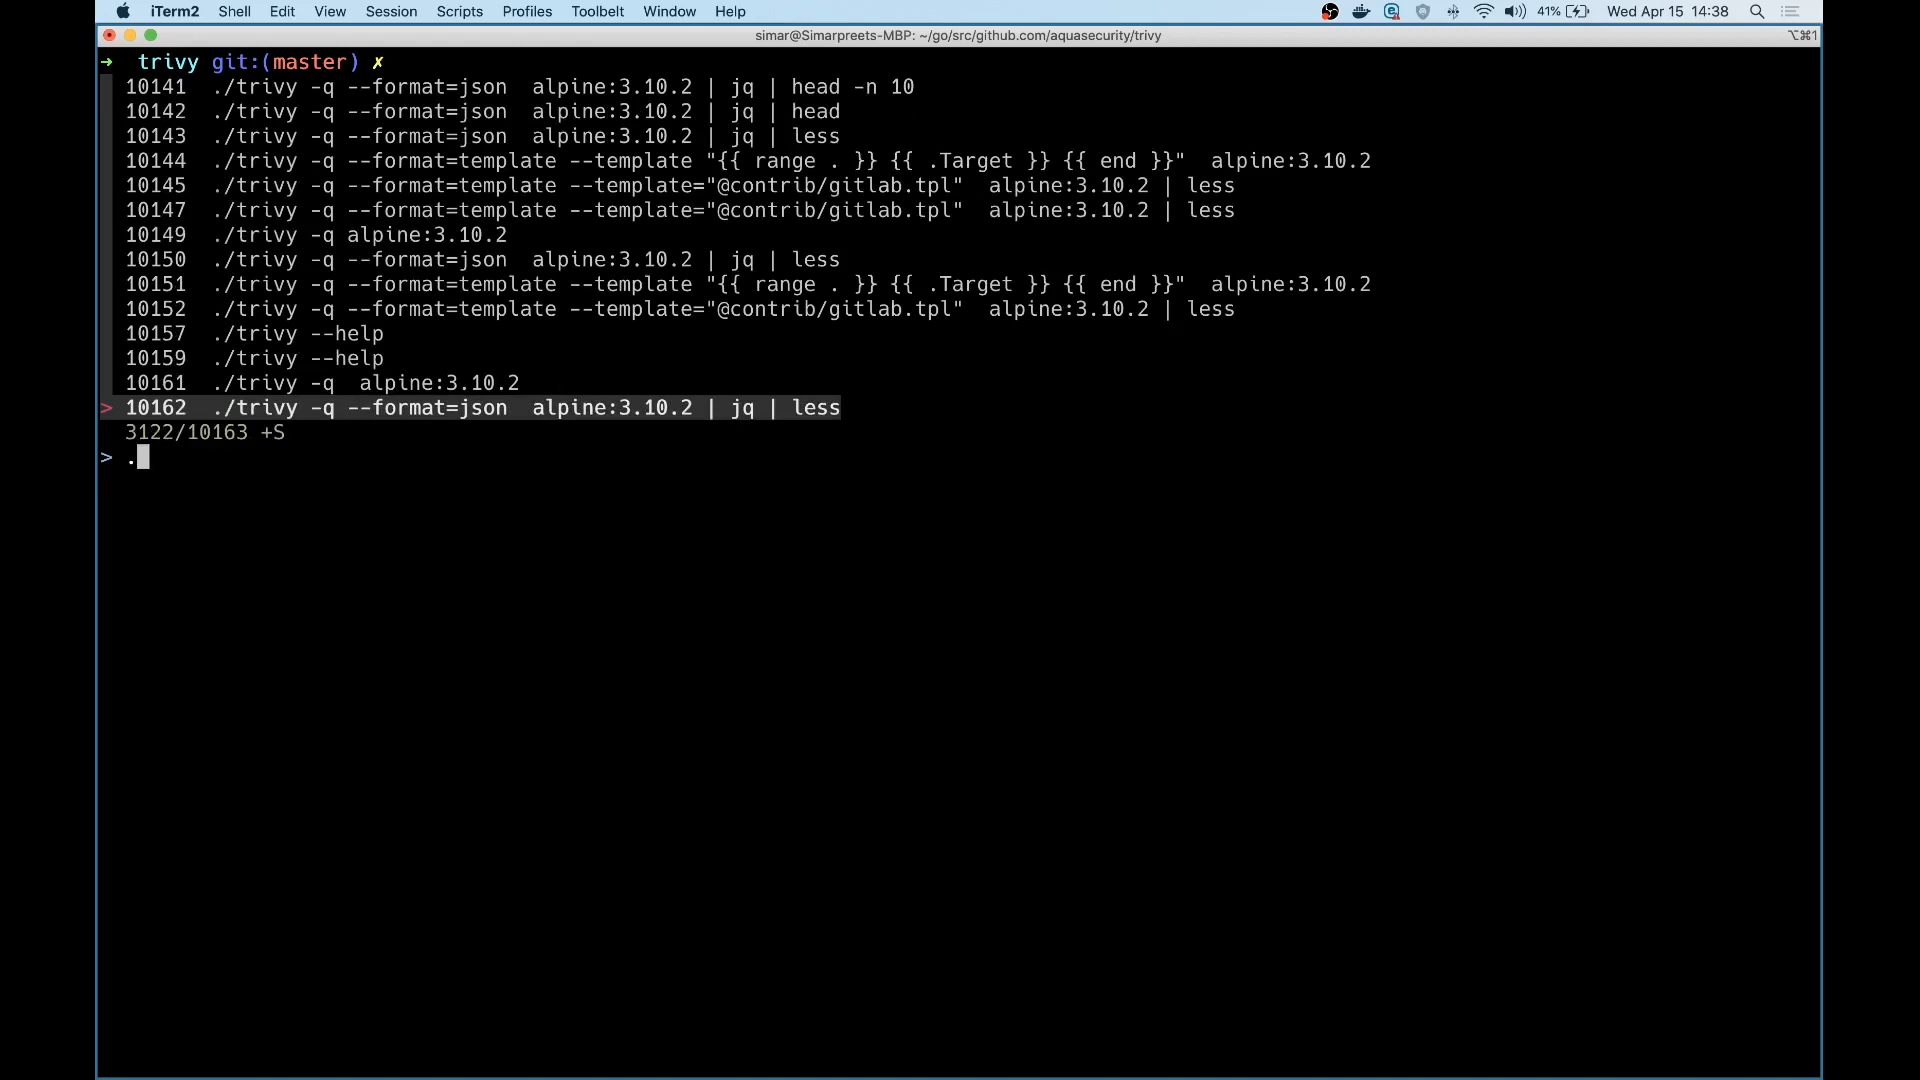 iTerm2 Shell Edit View Session Scripts Profiles Toolbelt Window Help 41% Wed Apr 15 14:38
simar@Simarpreets-MBP: ~/go/src/github.com/aquasecurity/trivy ⌥⌘1
➜ trivy git:(master) ✗
10141 ./trivy -q --format=json  alpine:3.10.2 | jq | head -n 10
10142 ./trivy -q --format=json  alpine:3.10.2 | jq | head
10143 ./trivy -q --format=json  alpine:3.10.2 | jq | less
10144 ./trivy -q --format=template --template "{{ range . }} {{ .Target }} {{ end }}"  alpine:3.10.2
10145 ./trivy -q --format=template --template="@contrib/gitlab.tpl"  alpine:3.10.2 | less
10147 ./trivy -q --format=template --template="@contrib/gitlab.tpl"  alpine:3.10.2 | less
10149 ./trivy -q alpine:3.10.2
10150 ./trivy -q --format=json  alpine:3.10.2 | jq | less
10151 ./trivy -q --format=template --template "{{ range . }} {{ .Target }} {{ end }}"  alpine:3.10.2
10152 ./trivy -q --format=template --template="@contrib/gitlab.tpl"  alpine:3.10.2 | less
10157 ./trivy --help
10159 ./trivy --help
10161 ./trivy -q  alpine:3.10.2
> 10162 ./trivy -q --format=json  alpine:3.10.2 | jq | less
3122/10163 +S
> .